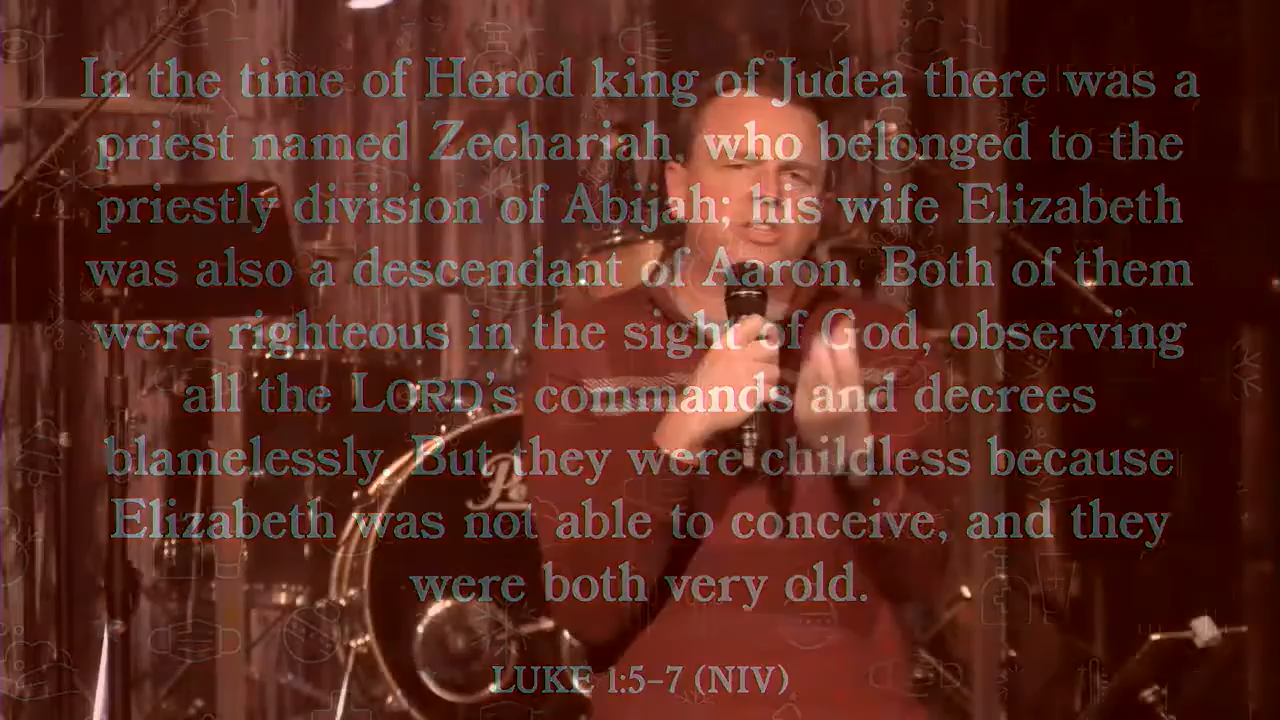 In the time of Herod king of Judea there was a
priest named Zechariah, who belonged to the
priestly division of Abijah; his wife Elizabeth
was also a descendant of Aaron. Both of them
were righteous in the sight of God, observing
all the LORD's commands and decrees
blamelessly. But they were childless because
Elizabeth was not able to conceive, and they
were both very old.
LUKE 1:5–7 (NIV)